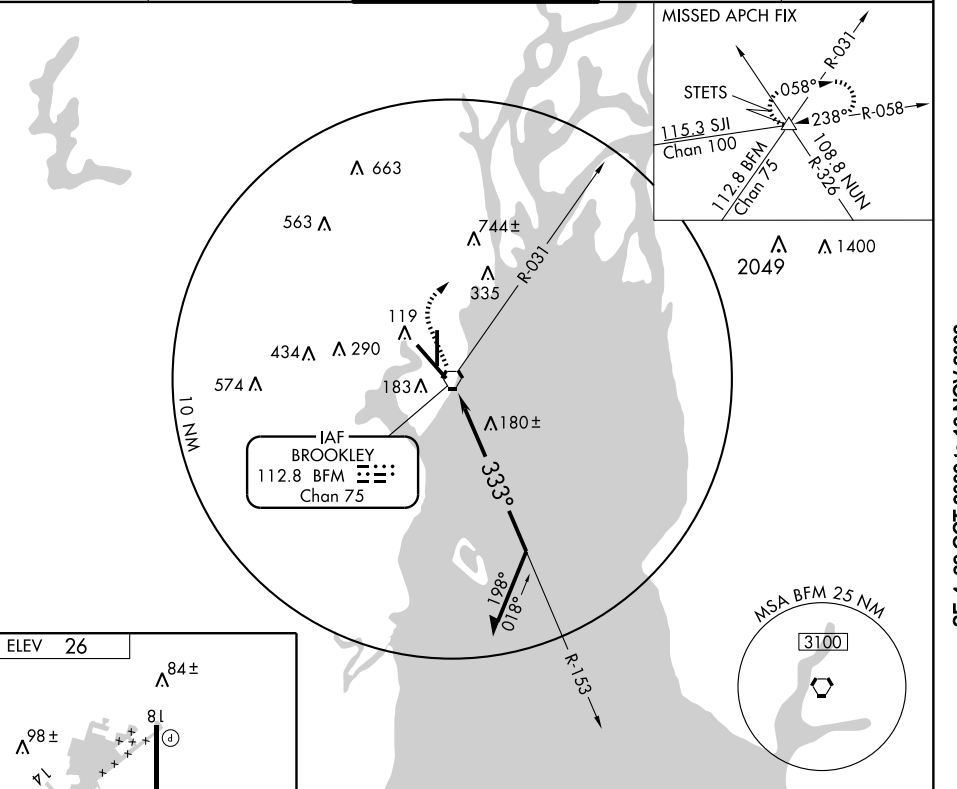 MISSED APCH FIX
R-031
STETS
058°
238°
R-058
115.3 SJI
Chan 100
112.8 BFM
Chan 75
108.8 NUN
R-326
663
563
744±
R-031
335
2049
1400
119
434
290
574
183
180±
10 NM
IAF
BROOKLEY
112.8 BFM
Chan 75
333°
198°
018°
R-153
MSA BFM 25 NM
3100
ELEV 26
84±
18
P
98±
14